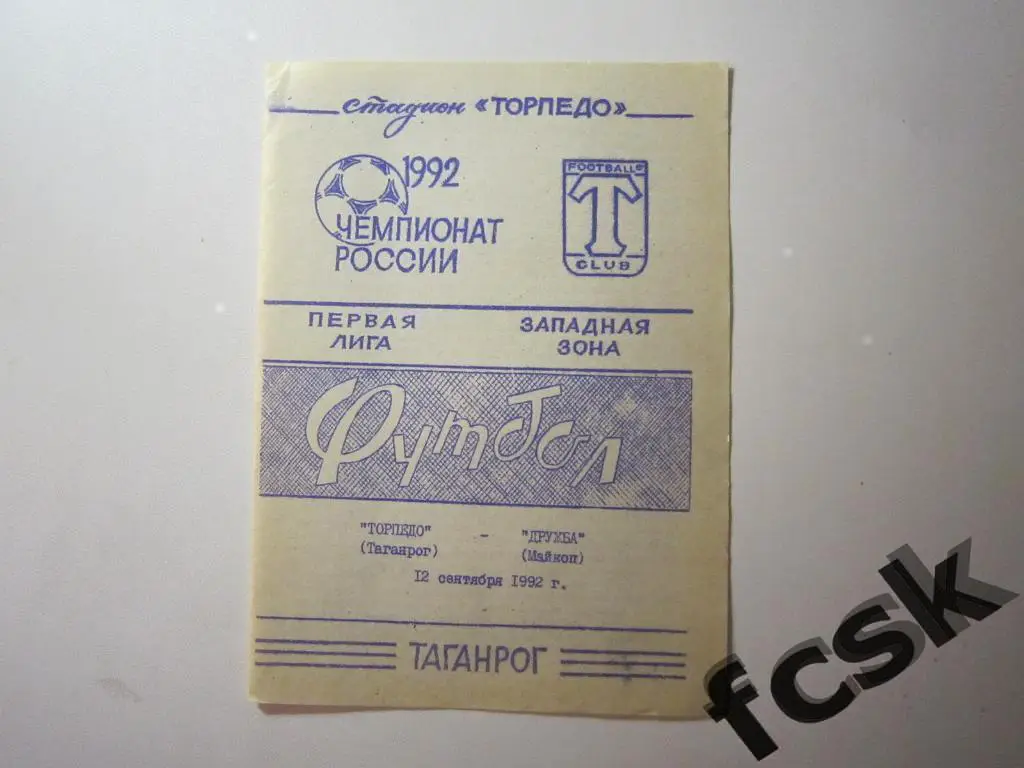 стадион «ТОРПЕДО»
1992
ЧЕМПИОНАТ
РОССИИ
FOOTBALL
T
CLUB
ПЕРВАЯ
ЛИГА
ЗАПАДНАЯ
ЗОНА
Футбол
"ТОРПЕДО" - "ДРУЖБА"
(Таганрог) (Майкоп)
12 сентября 1992 г.
ТАГАНРОГ
fcsk